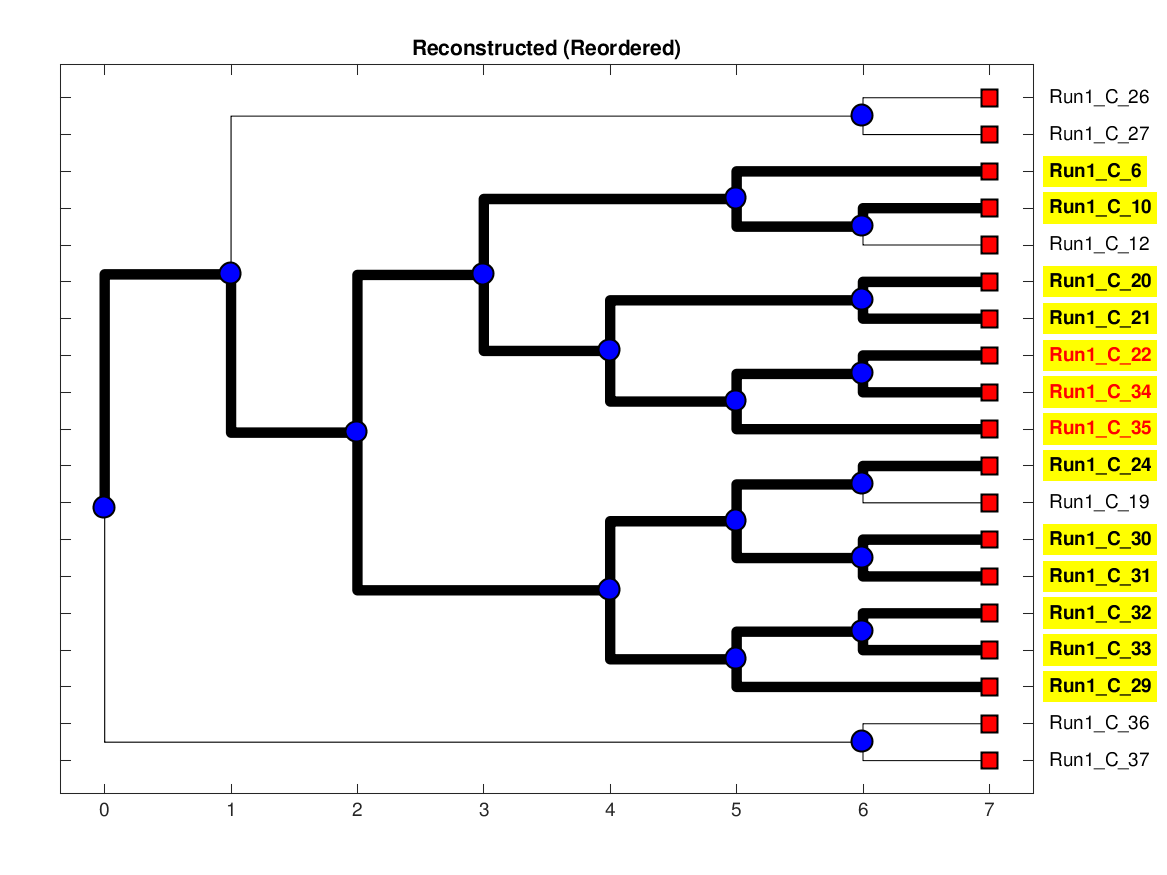 Reconstructed (Reordered)
Run1_C_26
Run1_C_27
Run1_C_6
Run1_C_10
Run1_C_12
Run1_C_20
Run1_C_21
Run1_C_22
Run1_C_34
Run1_C_35
Run1_C_24
Run1_C_19
Run1_C_30
Run1_C_31
Run1_C_32
Run1_C_33
Run1_C_29
Run1_C_36
Run1_C_37
0 1 2 3 4 5 6 7